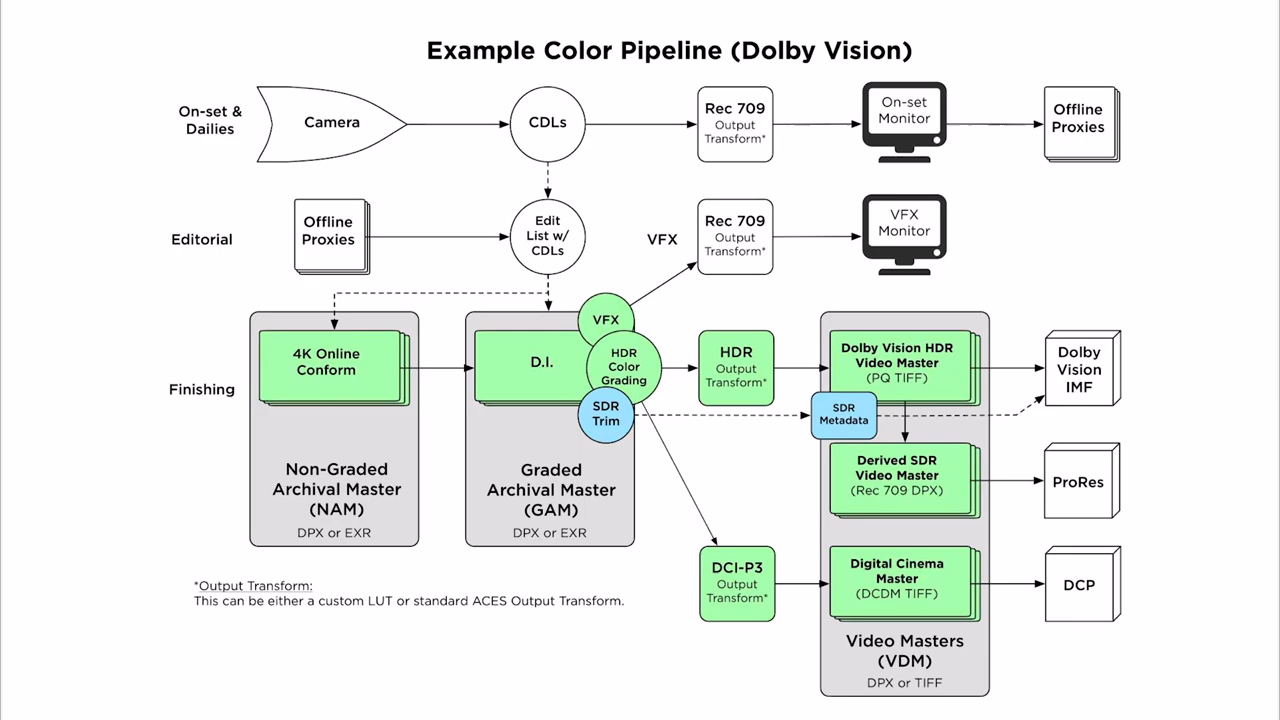 Example Color Pipeline (Dolby Vision)
On-set &
Dailies
Camera
CDLs
Rec 709
Output
Transform*
On-set
Monitor
Offline
Proxies
Editorial
Offline
Proxies
Edit
List w/
CDLs
VFX
Rec 709
Output
Transform*
VFX
Monitor
Finishing
4K Online
Conform
Non-Graded
Archival Master
(NAM)
DPX or EXR
D.I.
VFX
HDR
Color
Grading
SDR
Trim
Graded
Archival Master
(GAM)
DPX or EXR
HDR
Output
Transform*
Dolby Vision HDR
Video Master
(PQ TIFF)
SDR
Metadata
Dolby
Vision
IMF
Derived SDR
Video Master
(Rec 709 DPX)
ProRes
DCI-P3
Output
Transform*
Digital Cinema
Master
(DCDM TIFF)
DCP
Video Masters
(VDM)
DPX or TIFF
*Output Transform:
This can be either a custom LUT or standard ACES Output Transform.